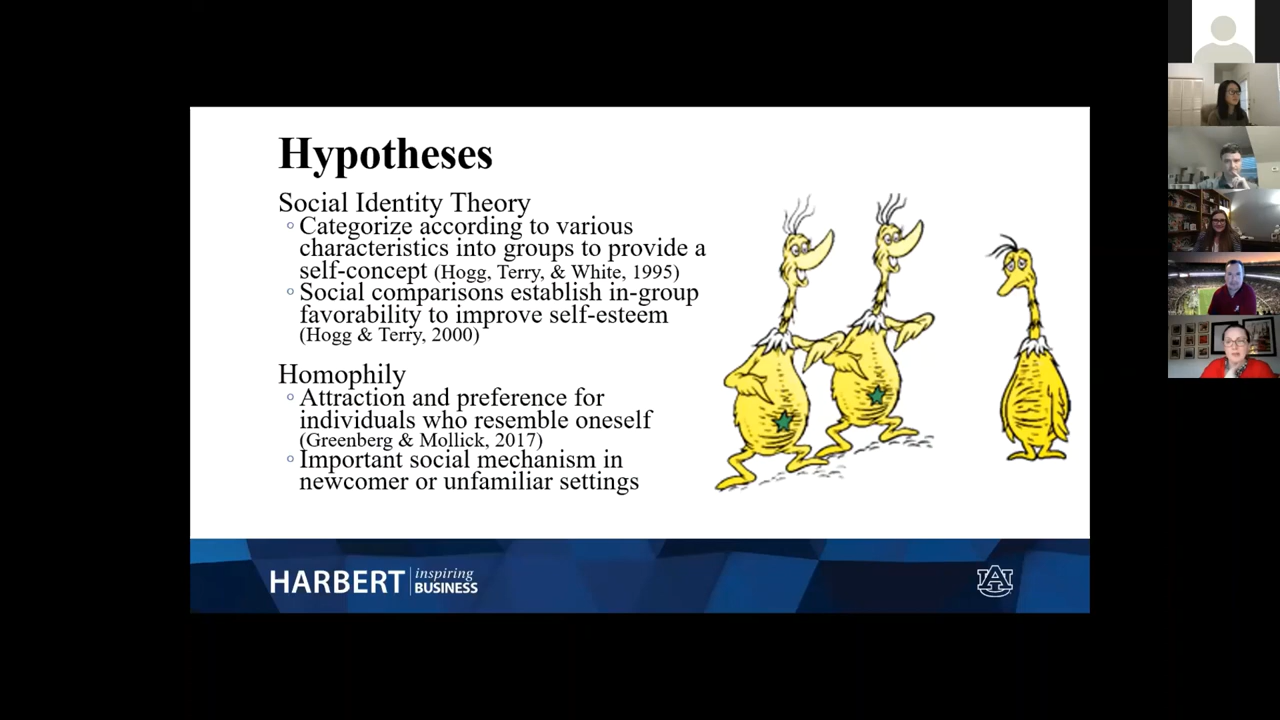 Hypotheses
Social Identity Theory
◦ Categorize according to various
characteristics into groups to provide a
self-concept (Hogg, Terry, & White, 1995)
◦ Social comparisons establish in-group
favorability to improve self-esteem
(Hogg & Terry, 2000)
Homophily
◦ Attraction and preference for
individuals who resemble oneself
(Greenberg & Mollick, 2017)
◦ Important social mechanism in
newcomer or unfamiliar settings
HARBERT inspiring
BUSINESS
AU